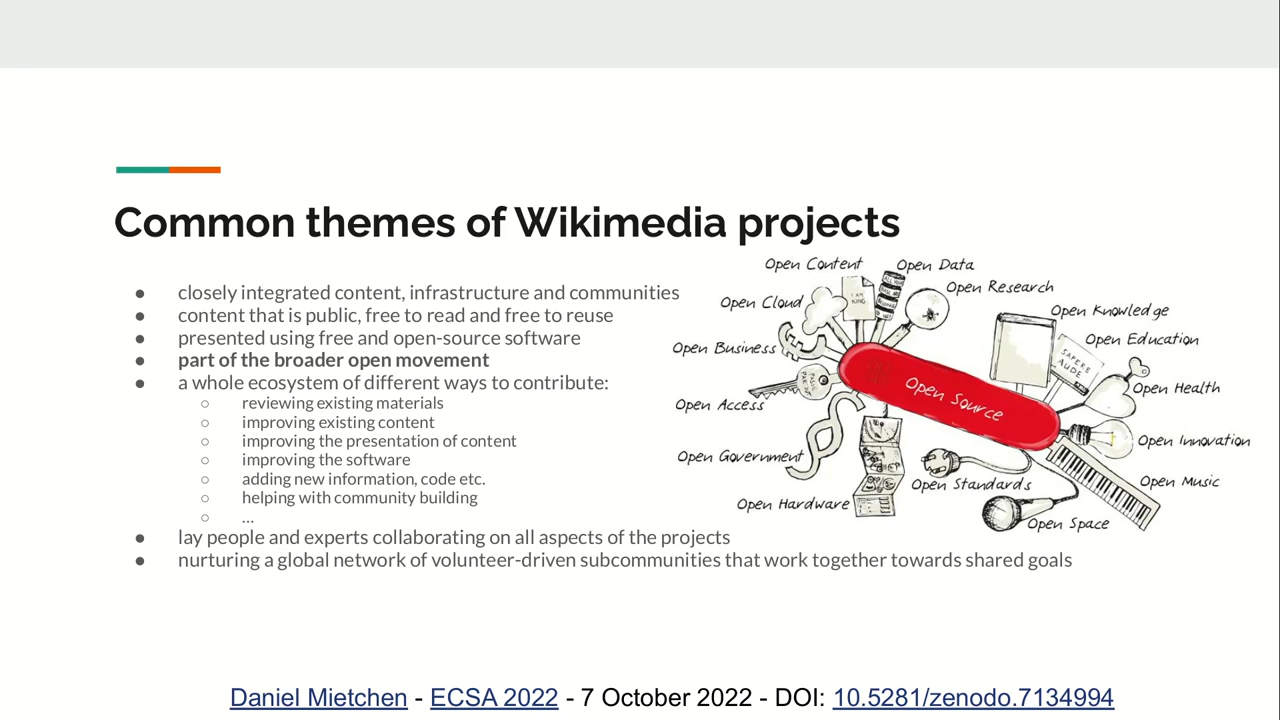 Common themes of Wikimedia projects
● closely integrated content, infrastructure and communities
● content that is public, free to read and free to reuse
● presented using free and open-source software
● part of the broader open movement
● a whole ecosystem of different ways to contribute:
○ reviewing existing materials
○ improving existing content
○ improving the presentation of content
○ improving the software
○ adding new information, code etc.
○ helping with community building
○ ...
● lay people and experts collaborating on all aspects of the projects
● nurturing a global network of volunteer-driven subcommunities that work together towards shared goals
Open Content
Open Data
Open Cloud
Open Research
Open Knowledge
Open Business
Open Education
SAPERE
AUDE
I AM
KING
Open Access
Open Source
Open Health
Open Government
Open Innovation
Open Standards
Open Music
Open Hardware
Open Space
Daniel Mietchen - ECSA 2022 - 7 October 2022 - DOI: 10.5281/zenodo.7134994